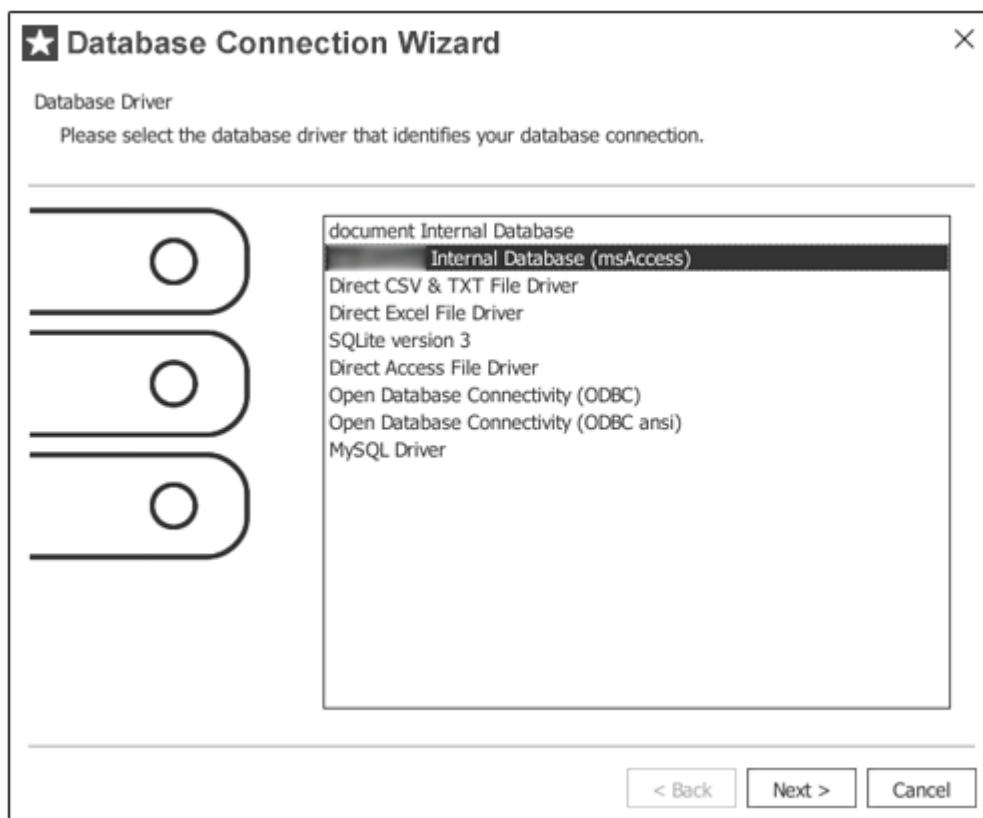 Database Connection Wizard
Database Driver
Please select the database driver that identifies your database connection.
document Internal Database
Internal Database (msAccess)
Direct CSV & TXT File Driver
Direct Excel File Driver
SQLite version 3
Direct Access File Driver
Open Database Connectivity (ODBC)
Open Database Connectivity (ODBC ansi)
MySQL Driver
< Back Next > Cancel